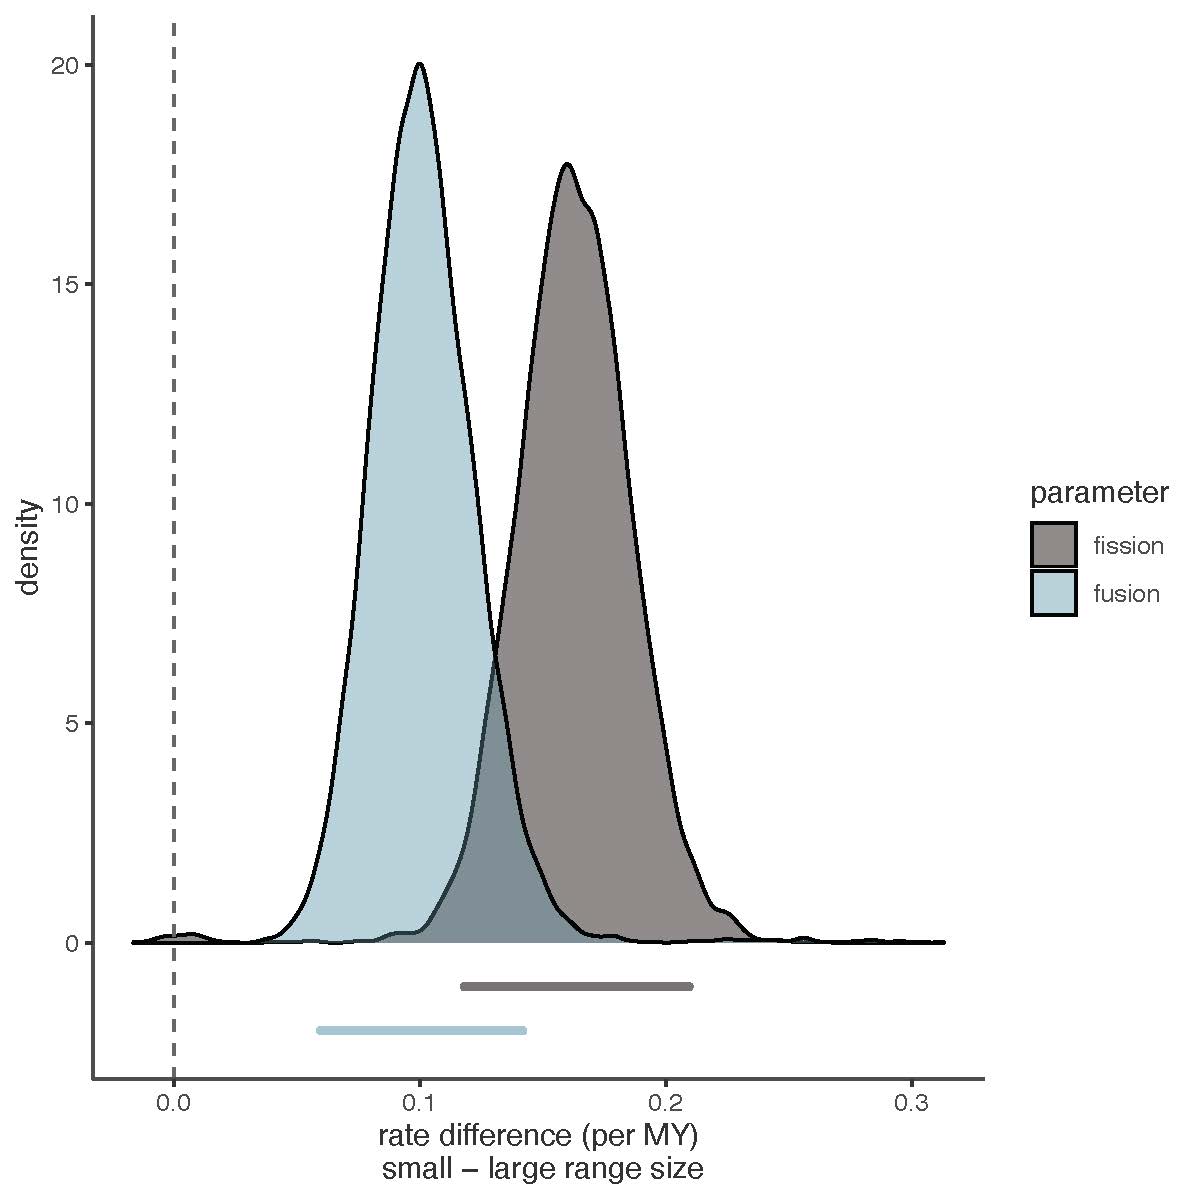 20
15
10
5
0
density
0.0
0.1
0.2
0.3
rate difference (per MY)
small – large range size
parameter
fission
fusion